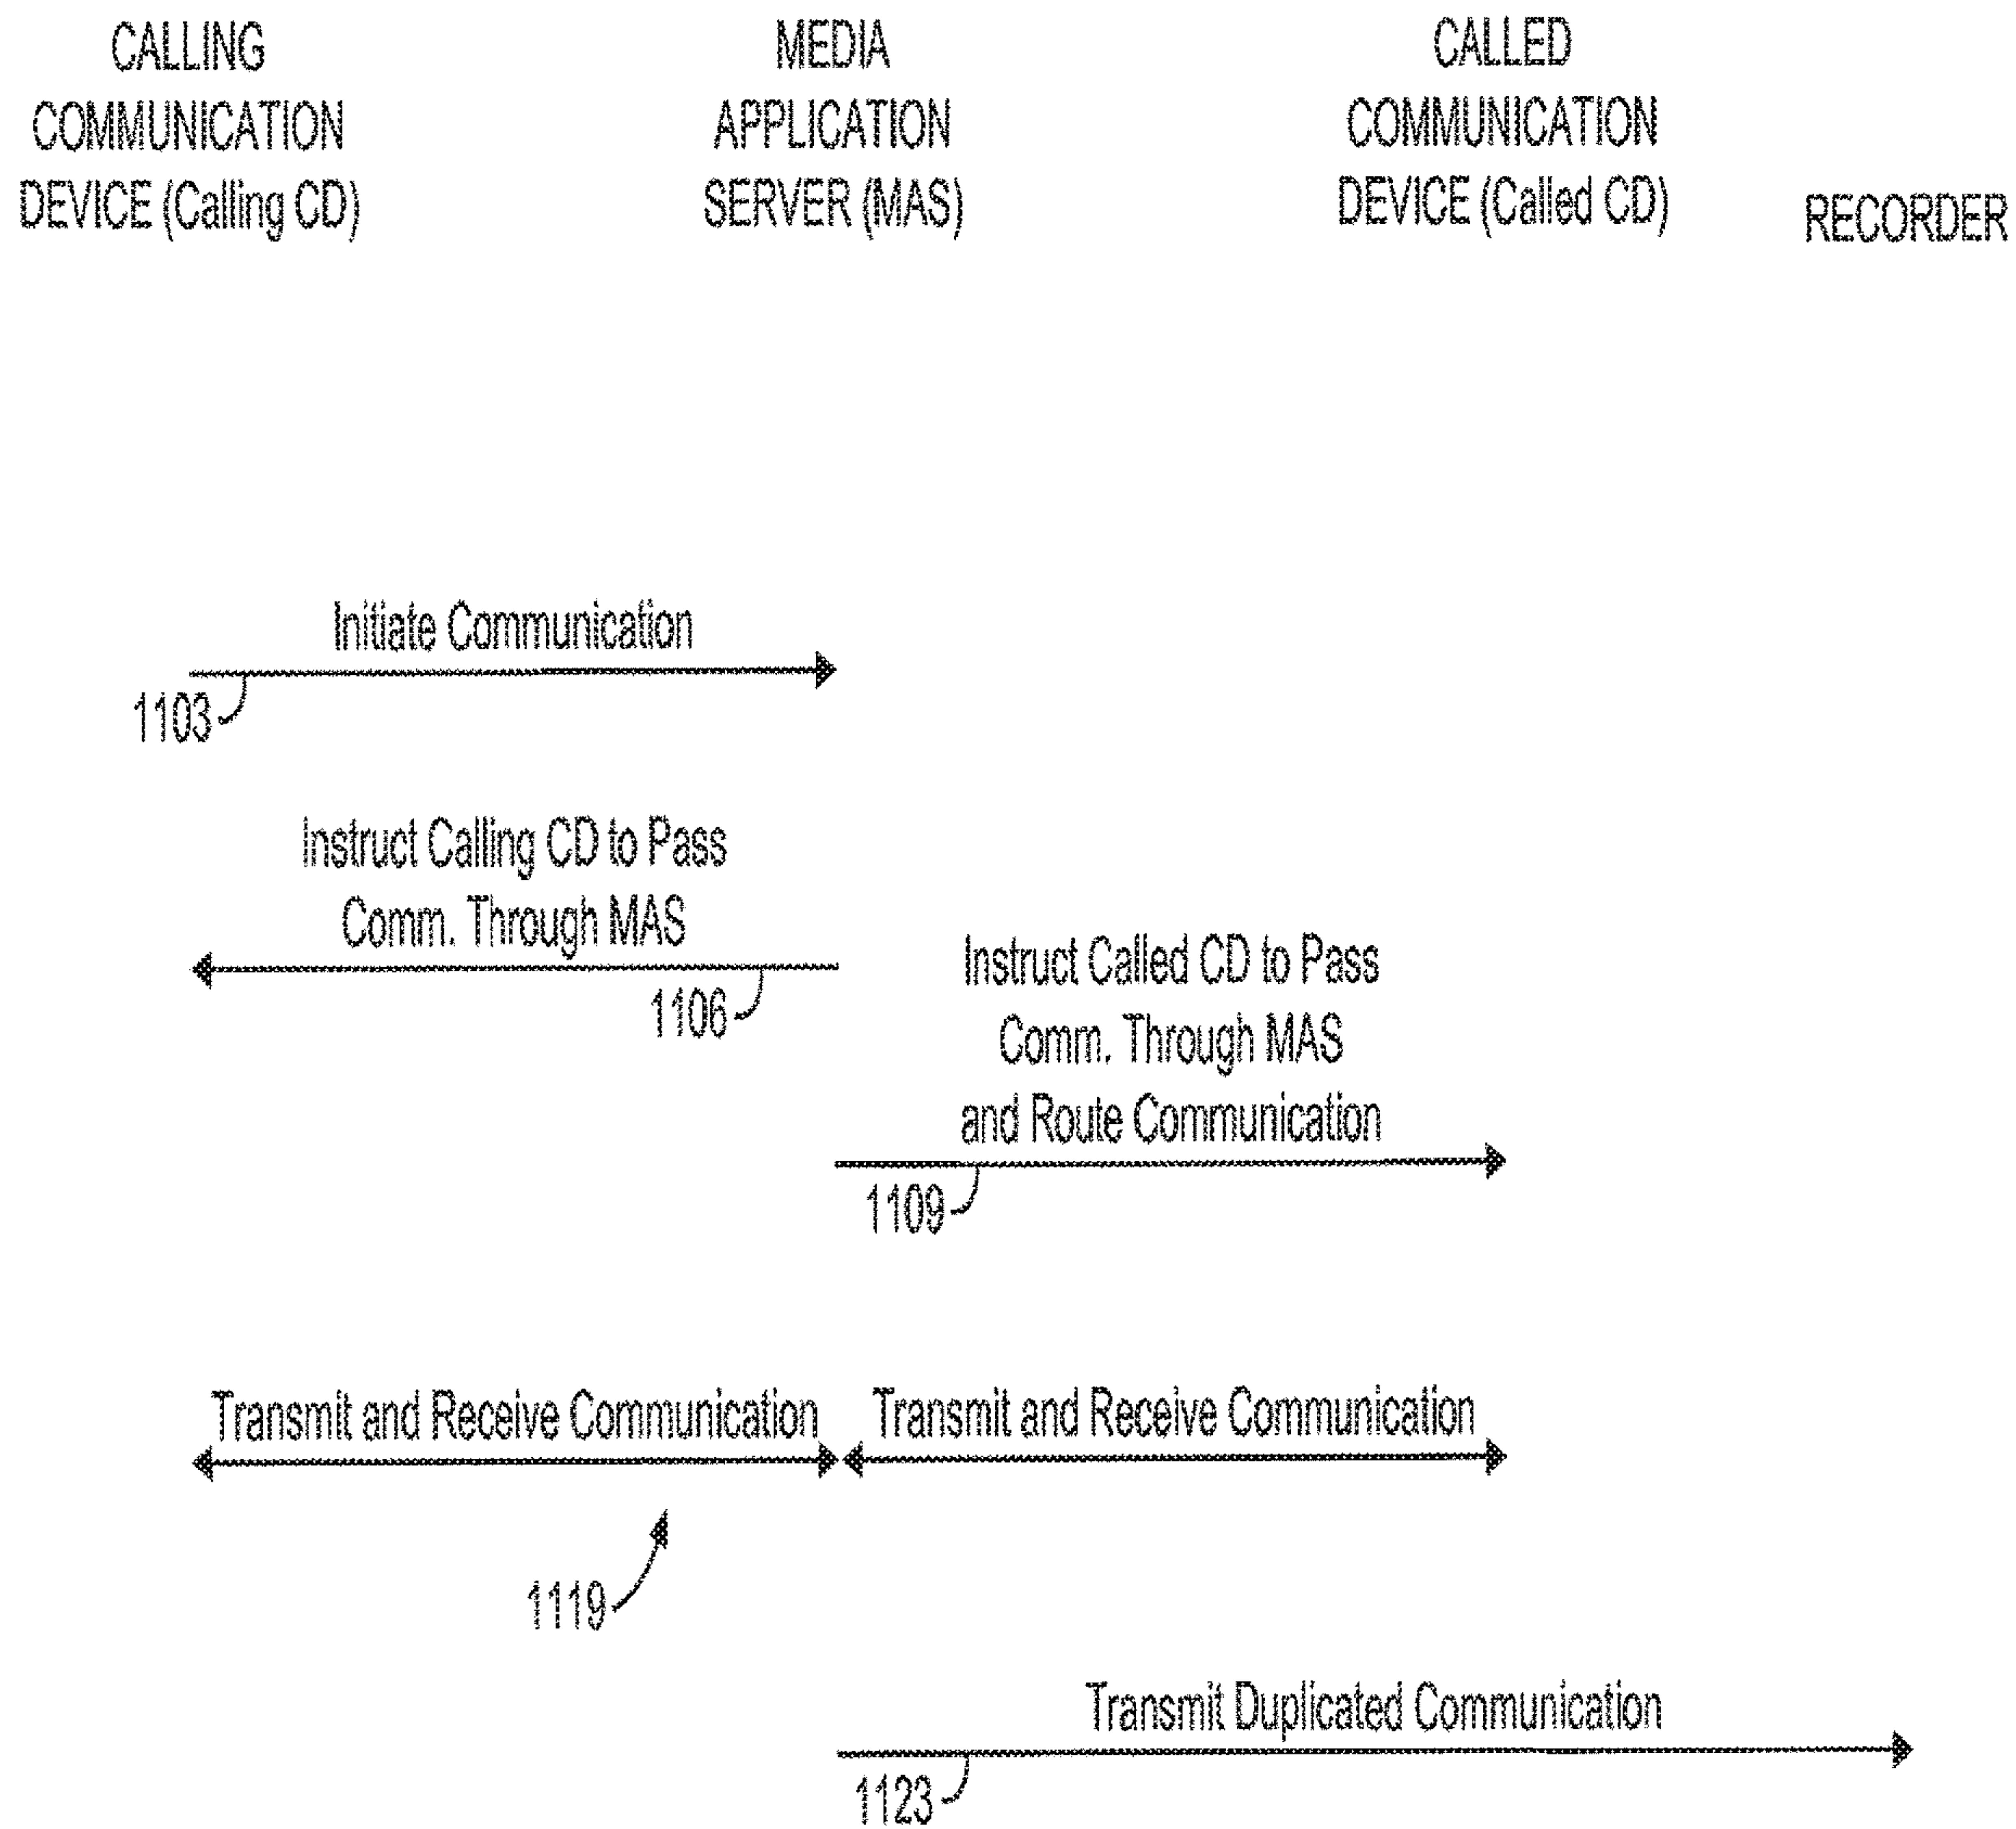 CALLING
COMMUNICATION
DEVICE (Calling CD)
MEDIA
APPLICATION
SERVER (MAS)
CALLED
COMMUNICATION
DEVICE (Called CD)
RECORDER
Initiate Communication
1103
Instruct Calling CD to Pass
Comm. Through MAS
1106
Instruct Called CD to Pass
Comm. Through MAS
and Route Communication
1109
Transmit and Receive Communication
Transmit and Receive Communication
1119
Transmit Duplicated Communication
1123